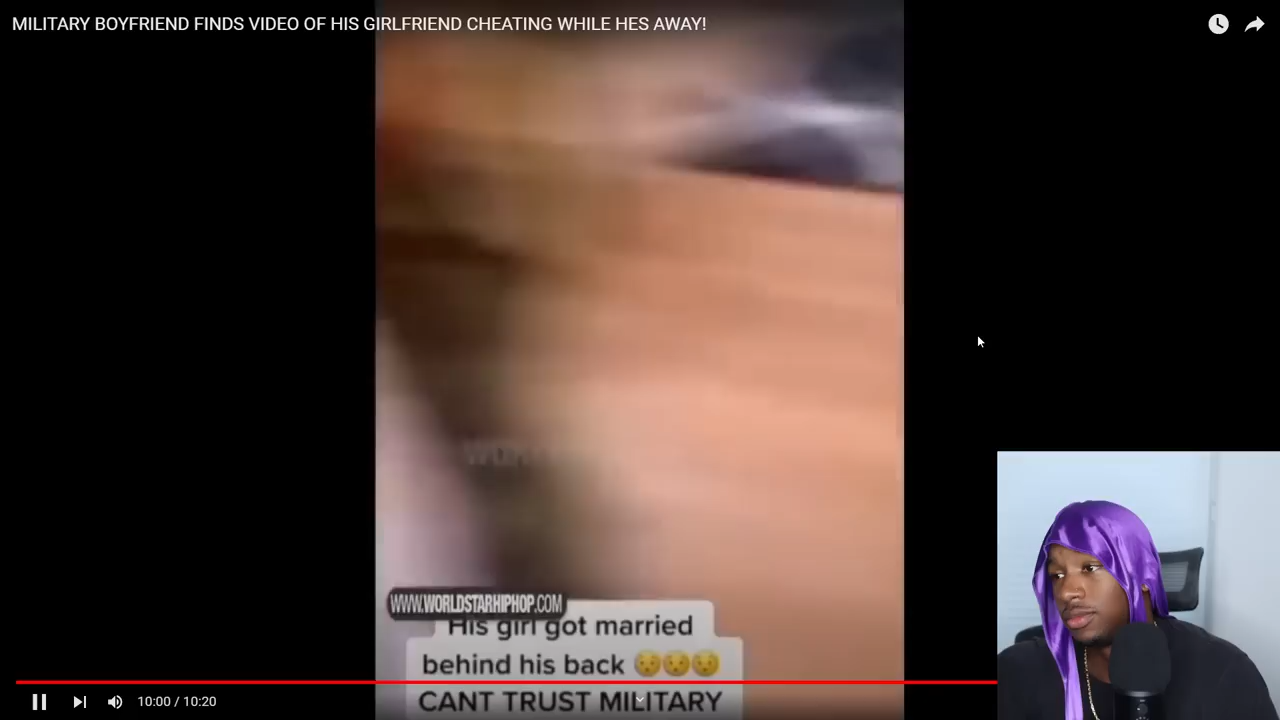 MILITARY BOYFRIEND FINDS VIDEO OF HIS GIRLFRIEND CHEATING WHILE HES AWAY!
WWW.WORLDSTARHIPHOP.COM
His girl got married
behind his back 😟😟😟
CANT TRUST MILITARY
10:00 / 10:20